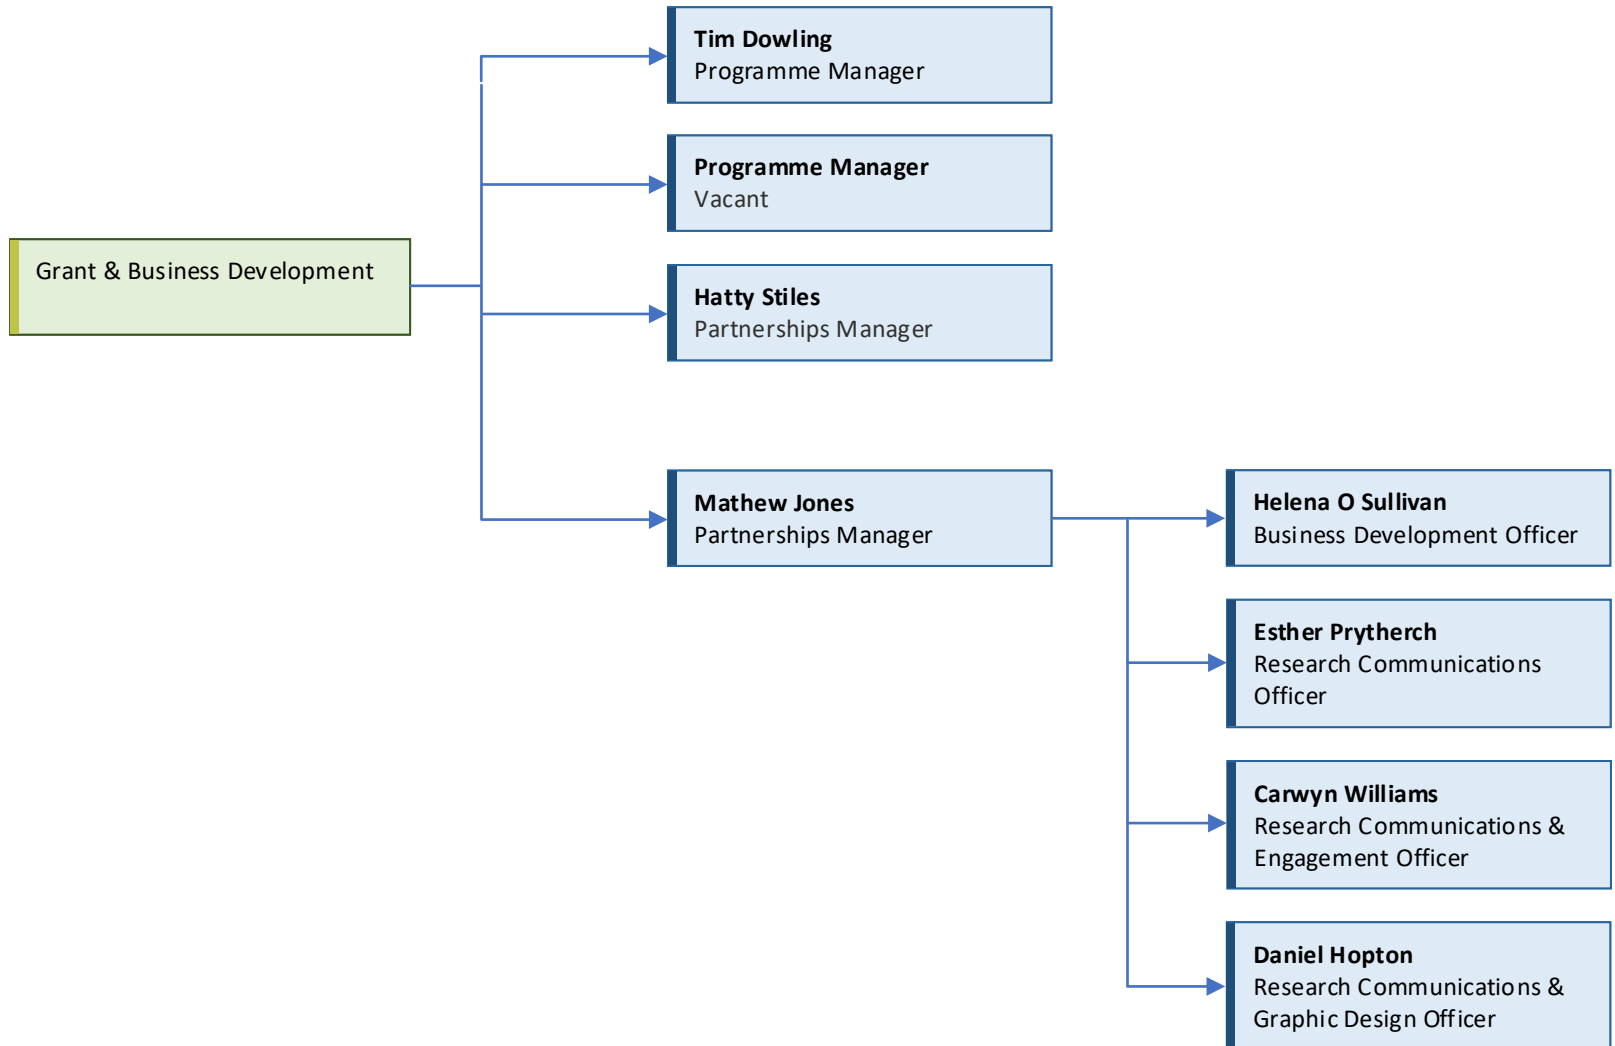 Tim Dowling
Programme Manager
Programme Manager
Vacant
Grant & Business Development
Hatty Stiles
Partnerships Manager
Mathew Jones
Partnerships Manager
Helena O Sullivan
Business Development Officer
Esther Prytherch
Research Communications
Officer
Carwyn Williams
Research Communications &
Engagement Officer
Daniel Hopton
Research Communications &
Graphic Design Officer